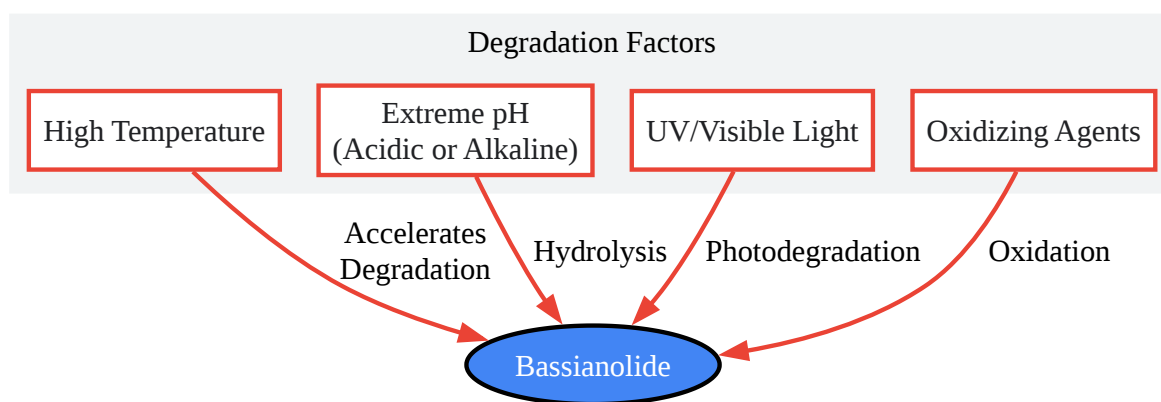 Degradation Factors
High Temperature
Extreme pH
(Acidic or Alkaline)
UV/Visible Light
Oxidizing Agents
Accelerates
Degradation
Hydrolysis
Photodegradation
Oxidation
Bassianolide